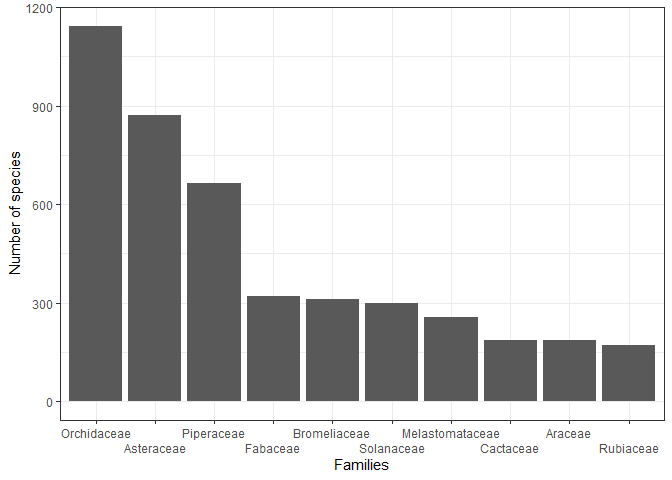 1200
900
600
300
0
Number of species
Orchidaceae Piperaceae Bromeliaceae Melastomataceae Araceae
Asteraceae Fabaceae Solanaceae Cactaceae Rubiaceae
Families